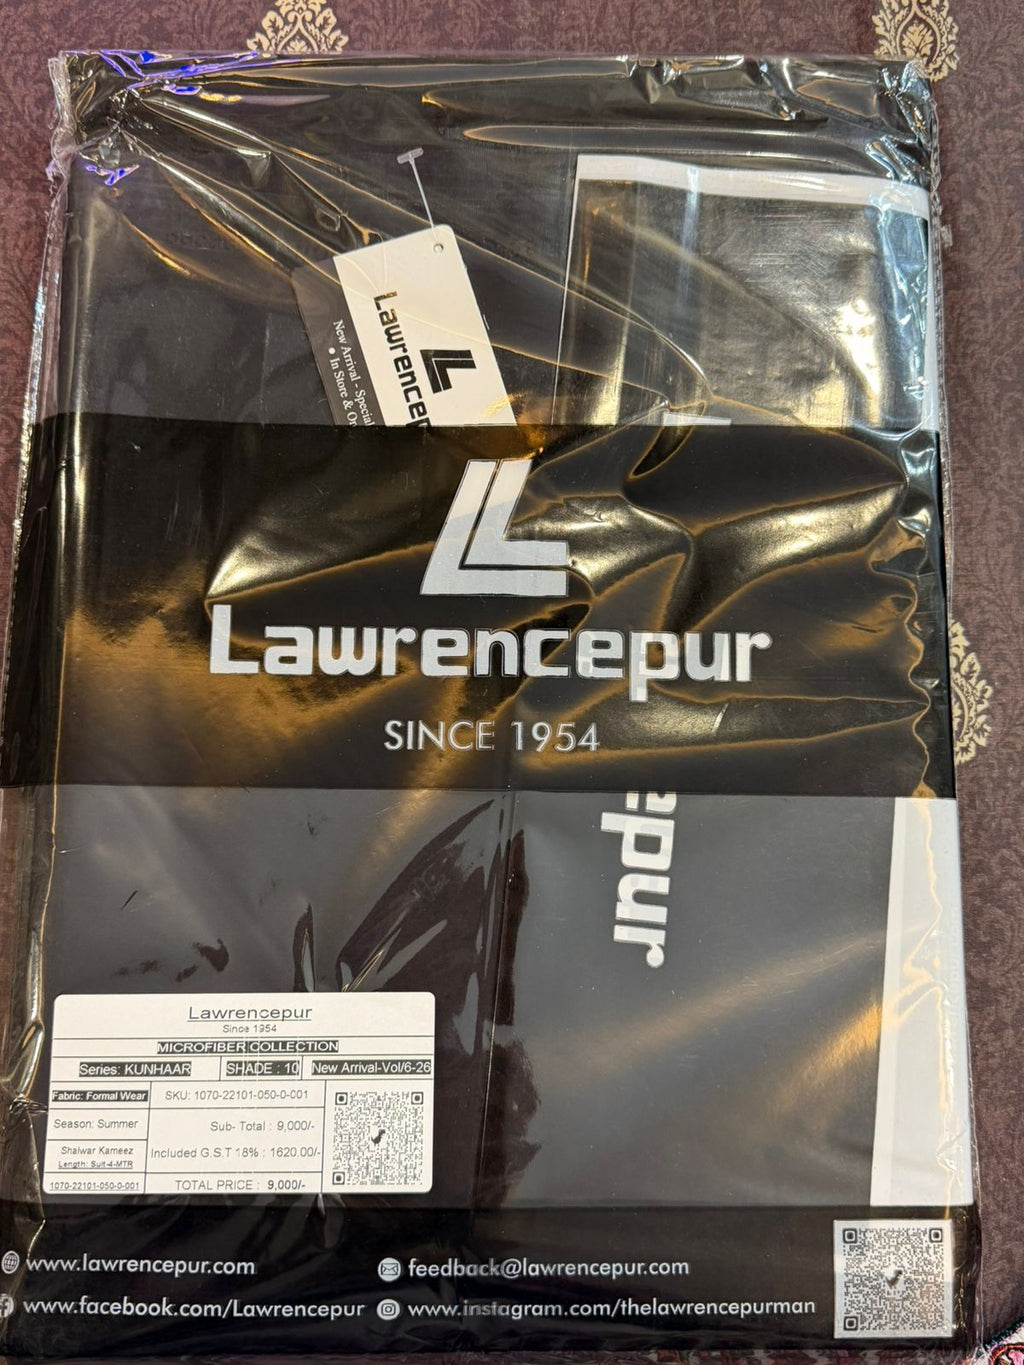 Lawrencep
New Arrival - Special
• In Store &
Lawrencepur
SINCE 1954
pur
Lawrencepur
Since 1954
MICROFIBER COLLECTION
Series: KUNHAAR SHADE : 10 New Arrival-Vol/6-26
Fabric: Formal Wear SKU: 1070-22101-050-0-001
Season: Summer Sub- Total : 9,000/-
Shalwar Kameez
Length: Suit-4-MTR Included G.S.T 18% : 1620.00/-
1070-22101-050-0-001 TOTAL PRICE : 9,000/-
www.lawrencepur.com feedback@lawrencepur.com
www.facebook.com/Lawrencepur www.instagram.com/thelawrencepurman